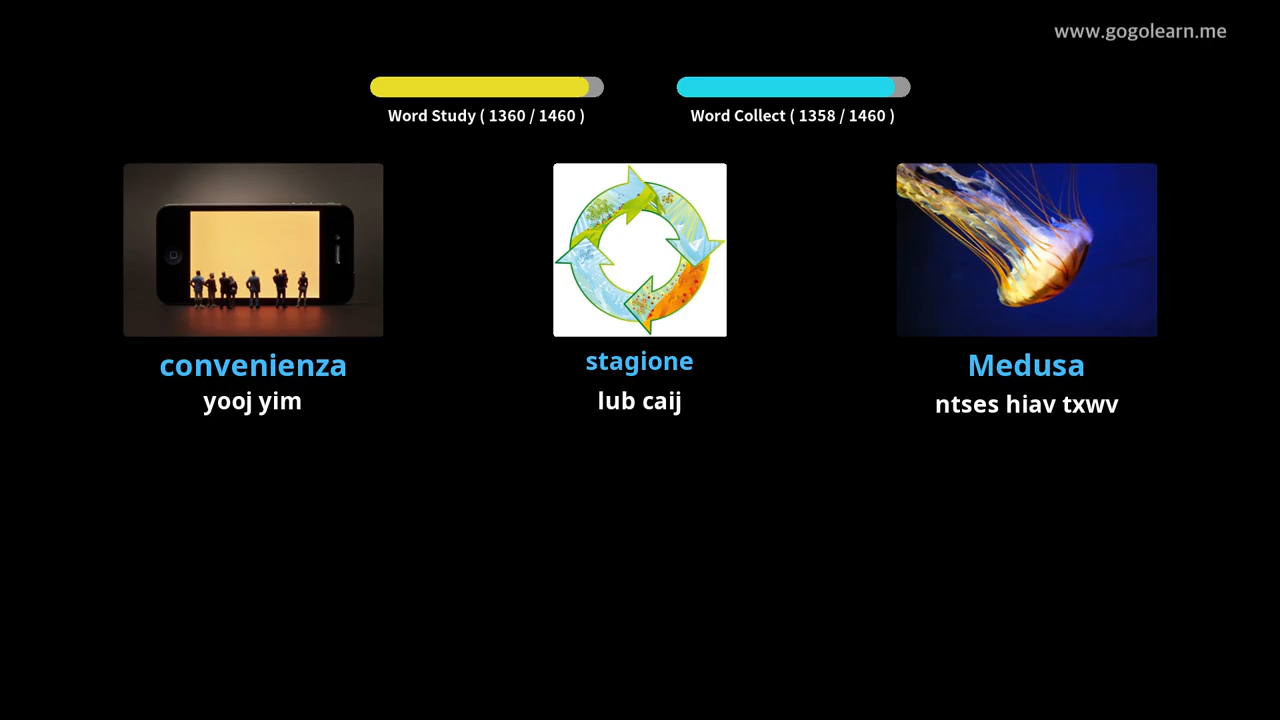 www.gogolearn.me
Word Study ( 1360 / 1460 )
Word Collect ( 1358 / 1460 )
convenienza
yooj yim
stagione
lub caij
Medusa
ntses hiav txwv